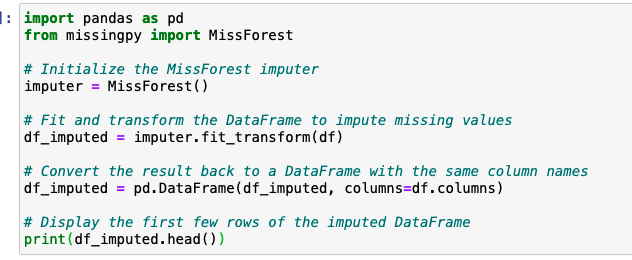 ]:
import pandas as pd
from missingpy import MissForest
# Initialize the MissForest imputer
imputer = MissForest()
# Fit and transform the DataFrame to impute missing values
df_imputed = imputer.fit_transform(df)
# Convert the result back to a DataFrame with the same column names
df_imputed = pd.DataFrame(df_imputed, columns=df.columns)
# Display the first few rows of the imputed DataFrame
print(df_imputed.head())